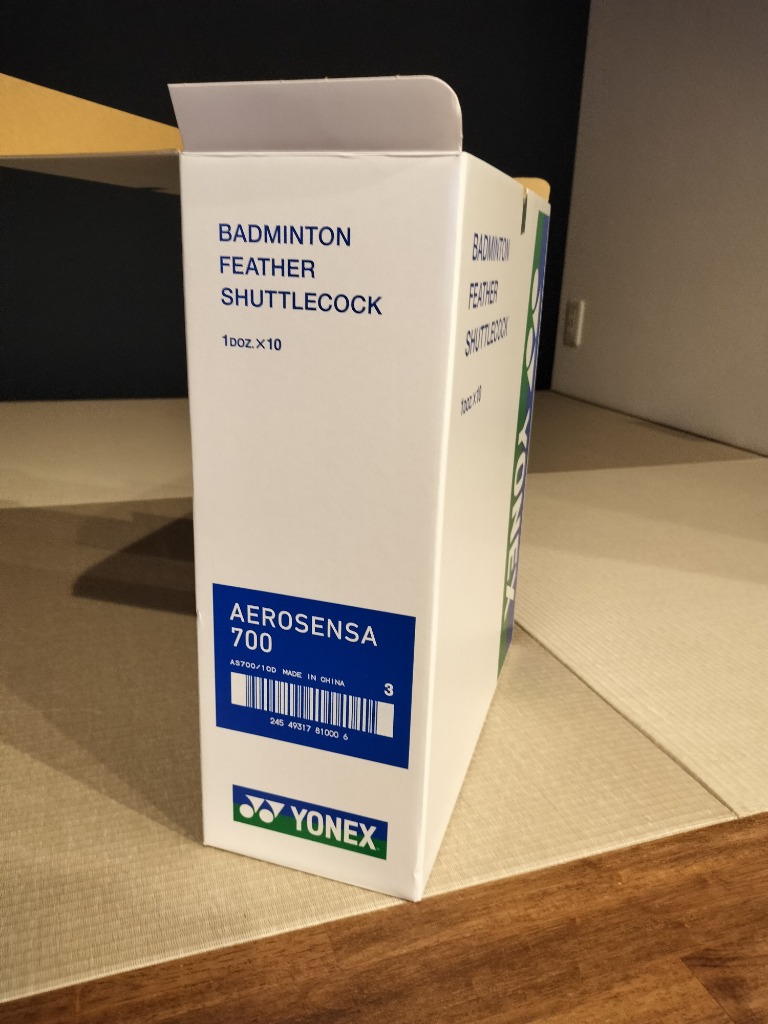 BADMINTON
FEATHER
SHUTTLECOCK
1DOZ.×10
AEROSENSA
700
AS700/10D MADE IN CHINA
3
245 49317 81000 6
YONEX
BADMINTON
FEATHER
SHUTTLECOCK
1DOZ.×10
YONEX